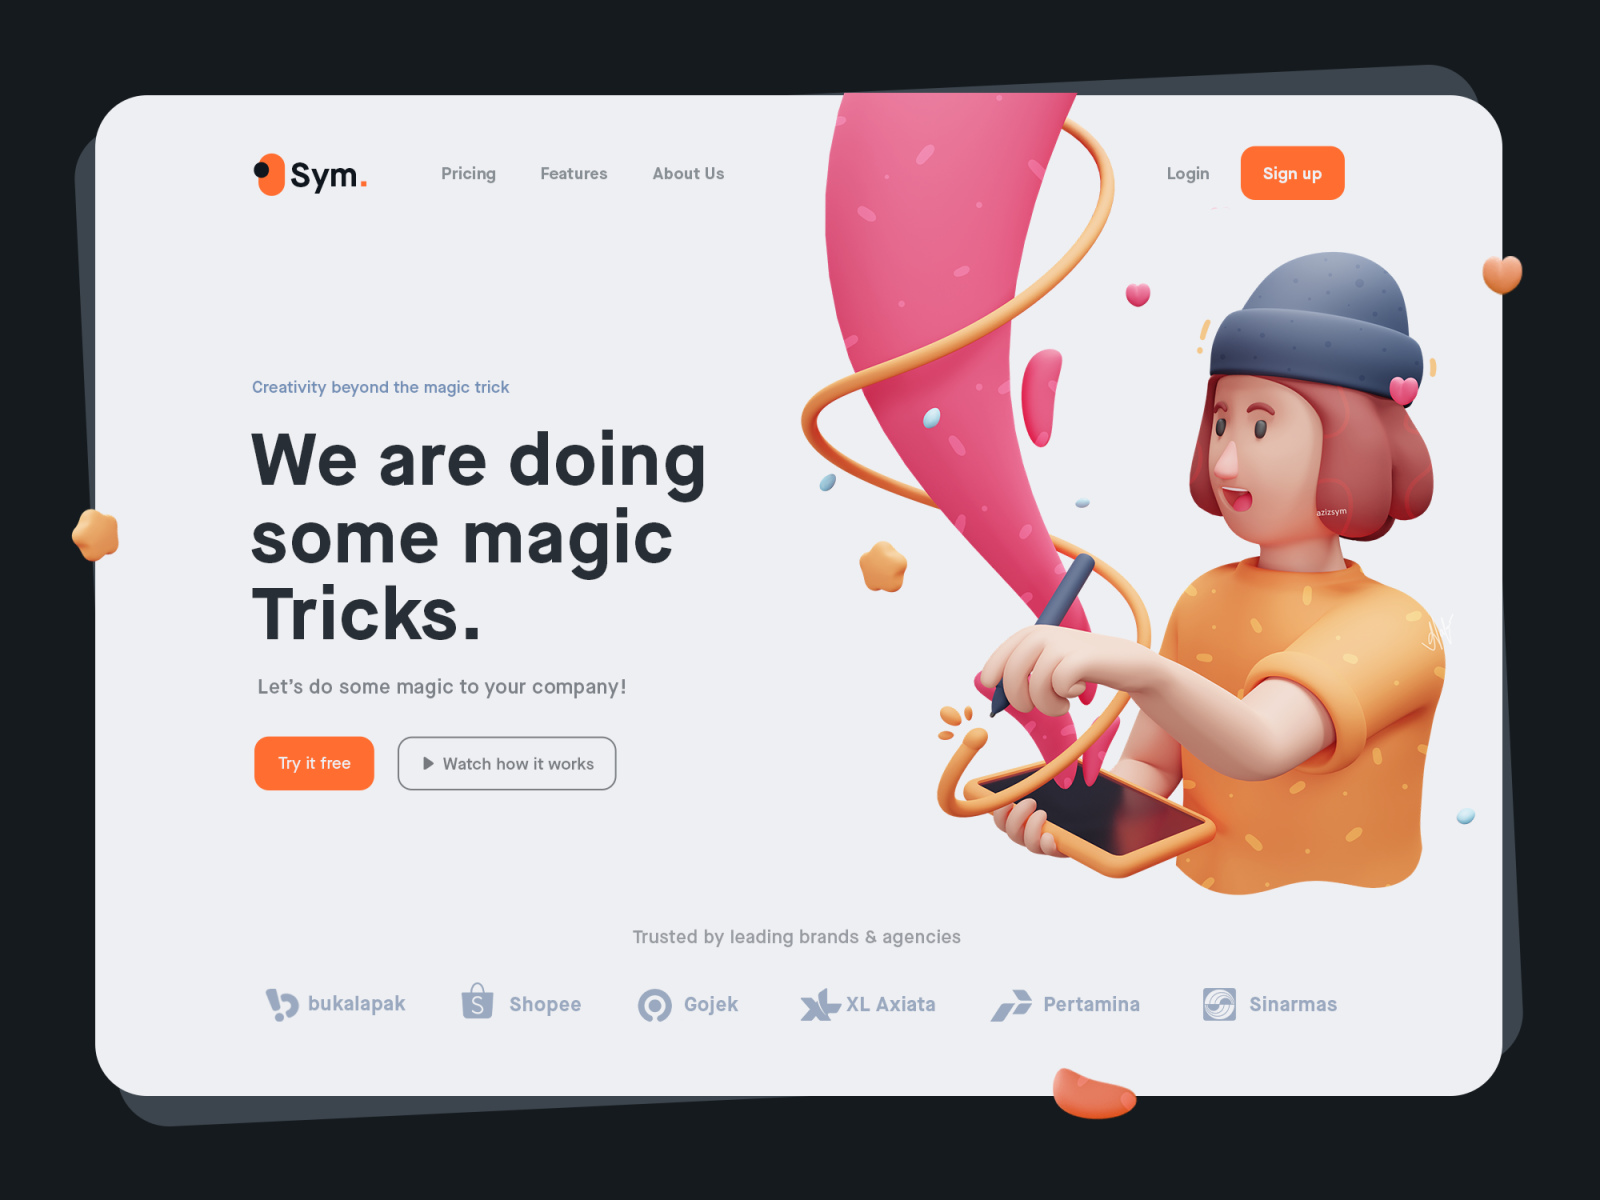 Sym.
Pricing
Features
About Us
Login
Sign up
Creativity beyond the magic trick
We are doing
some magic
Tricks.
Let's do some magic to your company!
Try it free
Watch how it works
azizsym
Trusted by leading brands & agencies
bukalapak
Shopee
Gojek
XL Axiata
Pertamina
Sinarmas